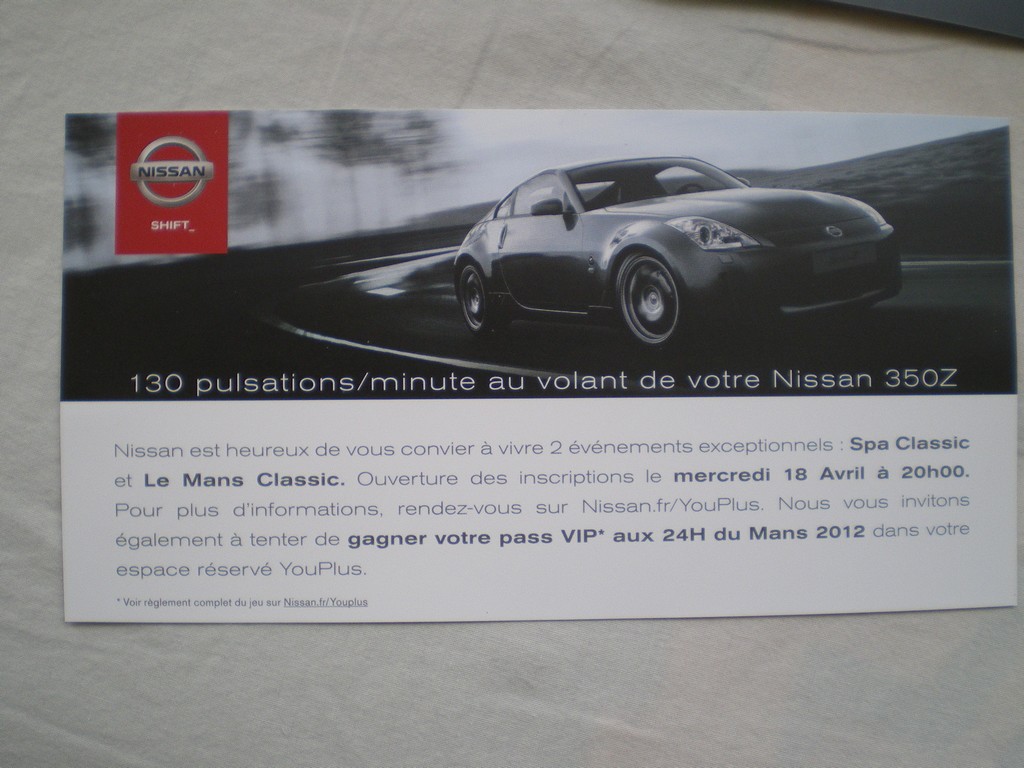 NISSAN
SHIFT_
130 pulsations/minute au volant de votre Nissan 350Z
Nissan est heureux de vous convier à vivre 2 événements exceptionnels : Spa Classic
et Le Mans Classic. Ouverture des inscriptions le mercredi 18 Avril à 20h00.
Pour plus d'informations, rendez-vous sur Nissan.fr/YouPlus. Nous vous invitons
également à tenter de gagner votre pass VIP* aux 24H du Mans 2012 dans votre
espace réservé YouPlus.
* Voir règlement complet du jeu sur Nissan.fr/Youplus